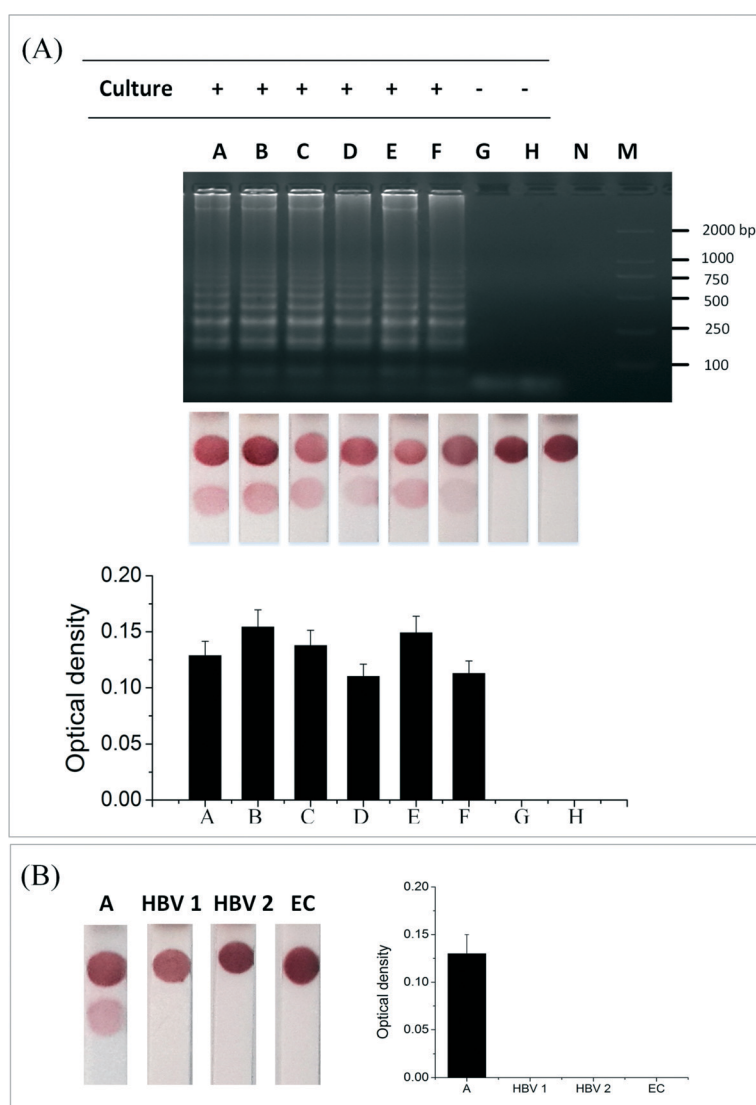 (A)
Culture + + + + + + - -
A B C D E F G H N M
2000 bp
1000
750
500
250
100
0.20
0.15
0.10
0.05
0.00
Optical density
A B C D E F G H
(B)
A HBV 1 HBV 2 EC
0.20
0.15
0.10
0.05
0.00
Optical density
A HBV 1 HBV 2 EC